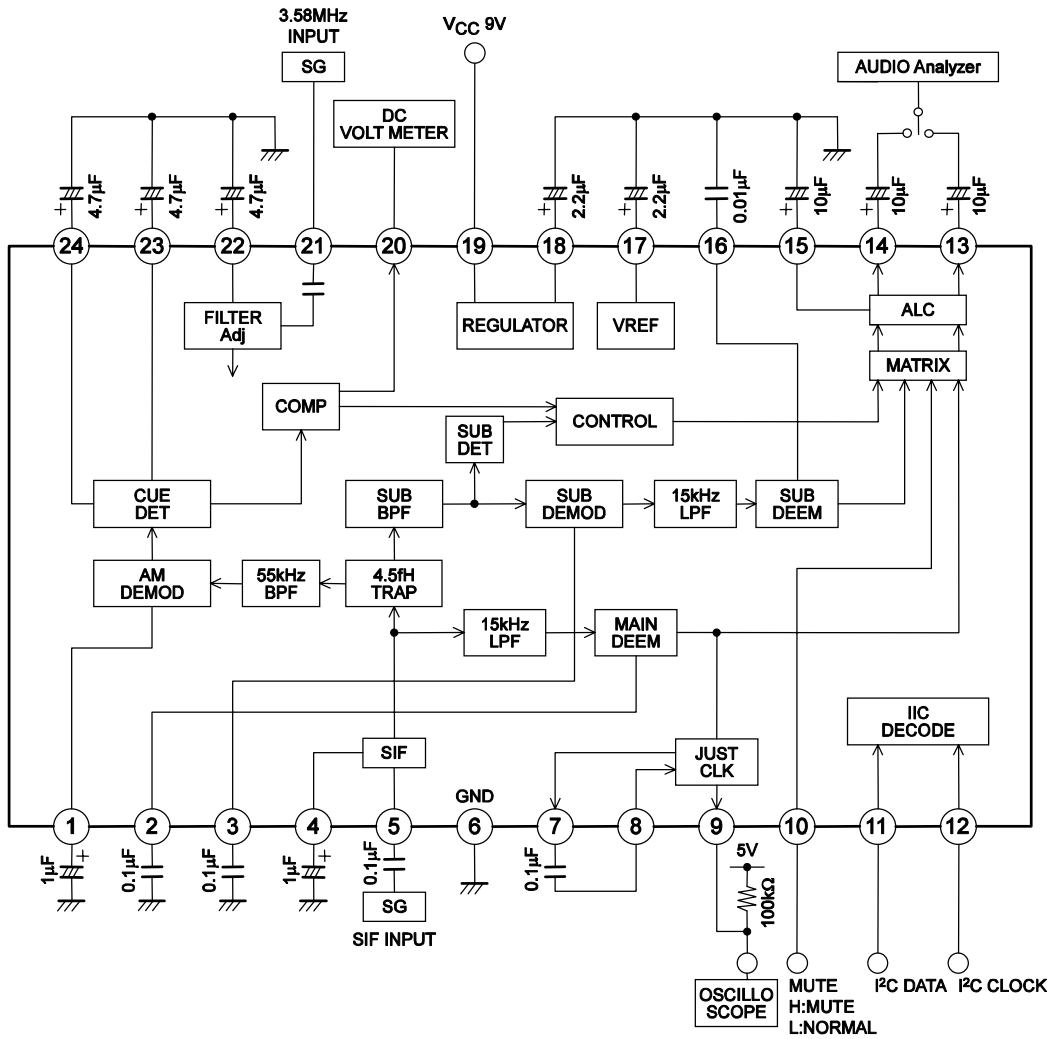 3.58MHz
INPUT
SG
VCC 9V
AUDIO Analyzer
DC
VOLT METER
4.7µF
4.7µF
4.7µF
2.2µF
2.2µF
0.01µF
10µF
10µF
10µF
+
+
+
+
+
+
+
+
24
23
22
21
20
19
18
17
16
15
14
13
FILTER
Adj
REGULATOR
VREF
ALC
MATRIX
COMP
CONTROL
SUB
DET
CUE
DET
SUB
BPF
SUB
DEMOD
15kHz
LPF
SUB
DEEM
AM
DEMOD
55kHz
BPF
4.5fH
TRAP
15kHz
LPF
MAIN
DEEM
IIC
DECODE
SIF
JUST
CLK
GND
1
2
3
4
5
6
7
8
9
10
11
12
+
+
1µF
0.1µF
0.1µF
1µF
0.1µF
0.1µF
5V
100kΩ
SG
SIF INPUT
OSCILLO
SCOPE
MUTE
H:MUTE
L:NORMAL
I²C DATA
I²C CLOCK